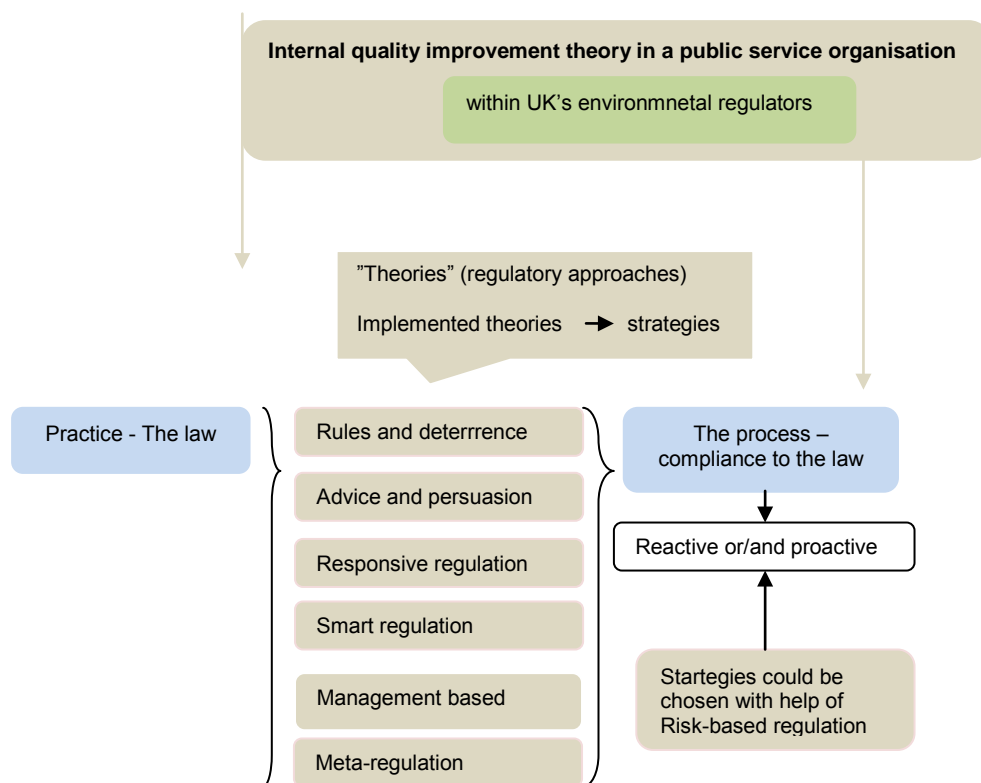 Internal quality improvement theory in a public service organisation
within UK's environmnetal regulators
”Theories” (regulatory approaches)
Implemented theories → strategies
Practice - The law
Rules and deterrrence
Advice and persuasion
Responsive regulation
Smart regulation
Management based
Meta-regulation
The process –
compliance to the law
Reactive or/and proactive
Startegies could be
chosen with help of
Risk-based regulation